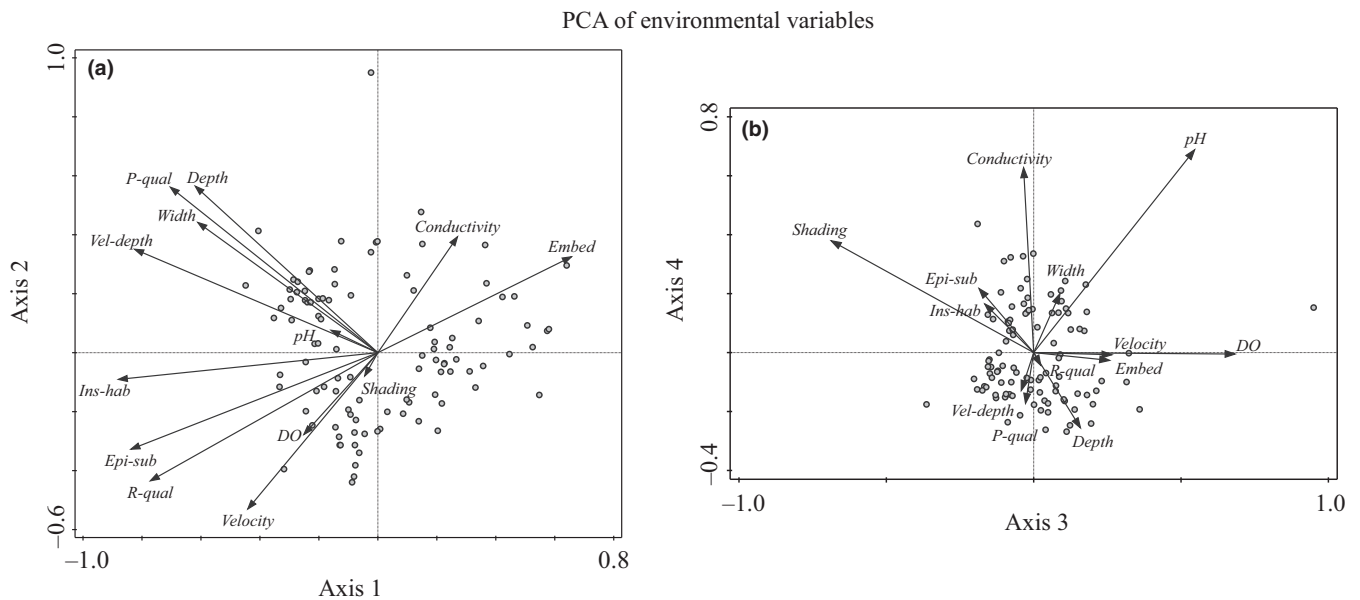 PCA of environmental variables
(a)
1.0
P-qual
Depth
Width
Vel-depth
Conductivity
Embed
Axis 2
pH
Ins-hab
Shading
DO
Epi-sub
R-qual
Velocity
−0.6
−1.0
0.8
Axis 1
(b)
0.8
pH
Conductivity
Shading
Epi-sub
Width
Ins-hab
Axis 4
Velocity
DO
R-qual
Embed
Vel-depth
P-qual
Depth
−0.4
−1.0
1.0
Axis 3